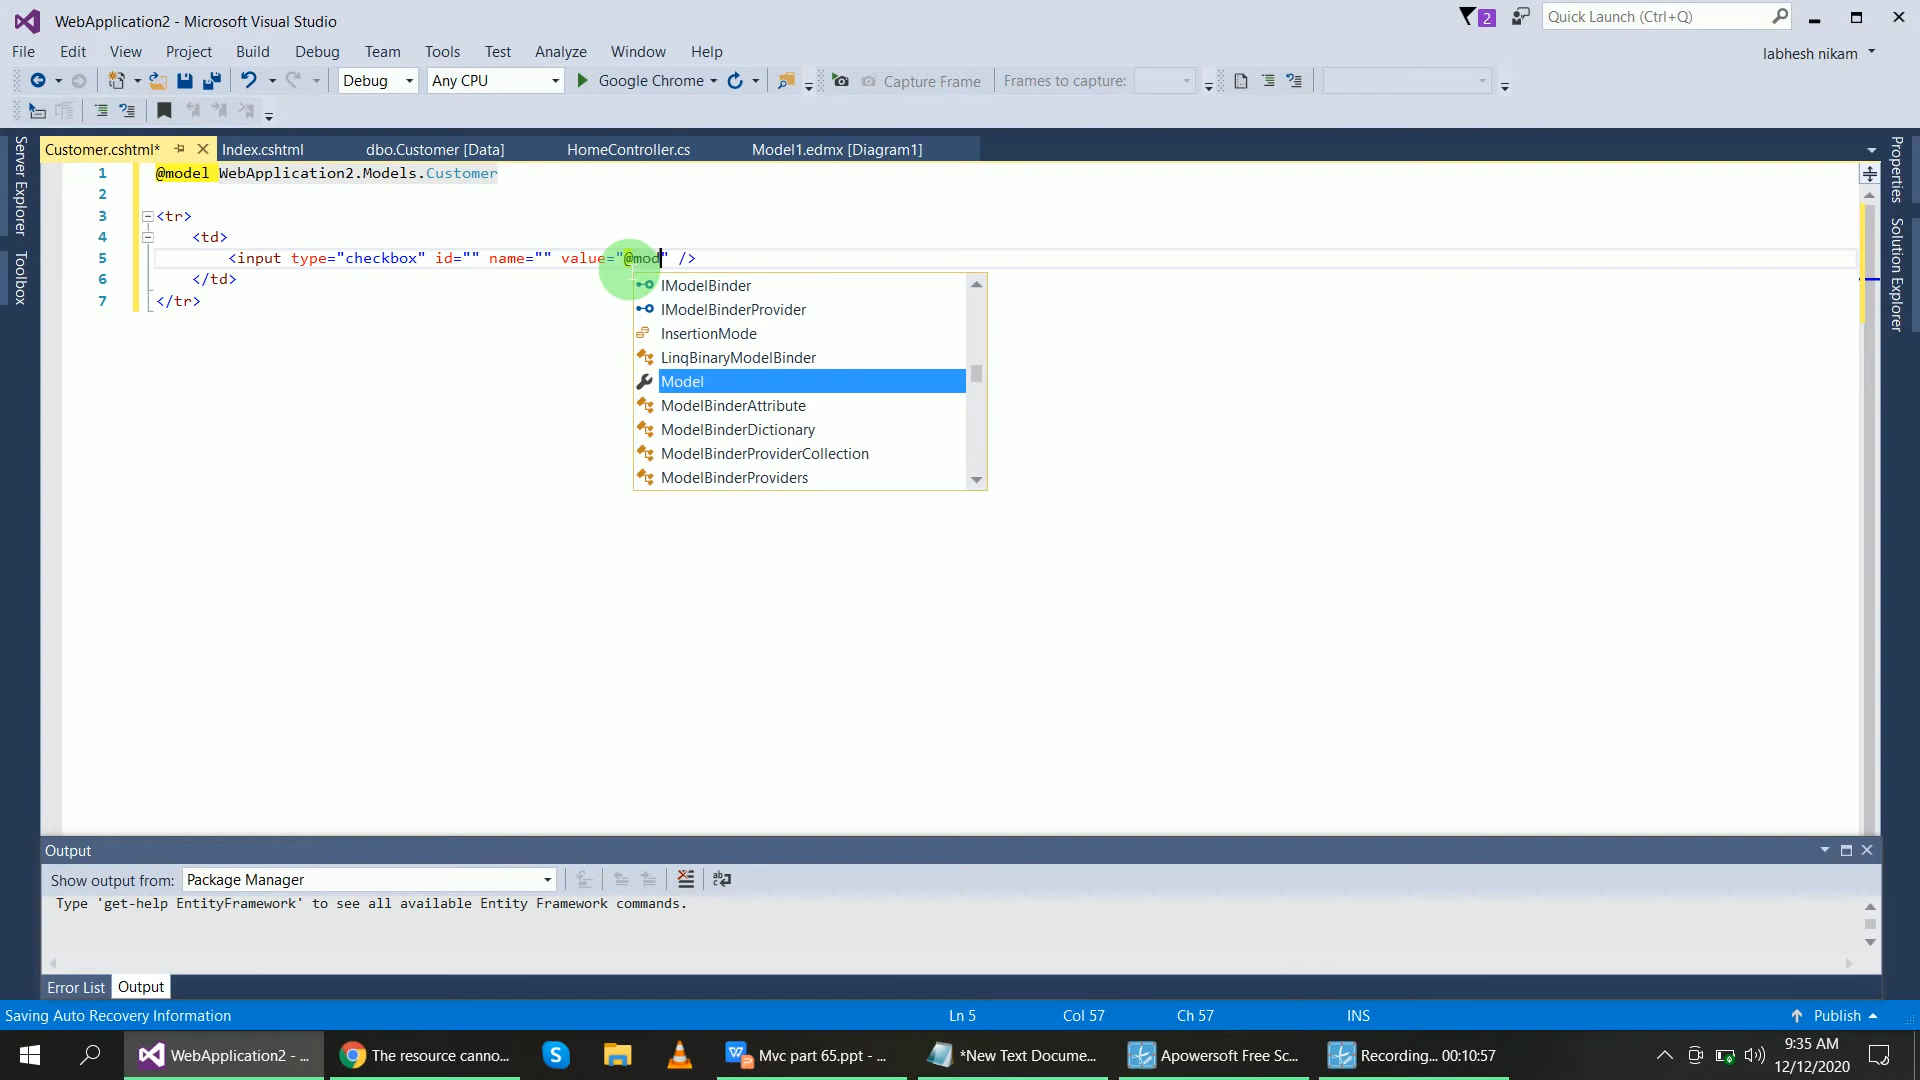 WebApplication2 - Microsoft Visual Studio
2
Quick Launch (Ctrl+Q)
File Edit View Project Build Debug Team Tools Test Analyze Window Help
labhesh nikam
Debug Any CPU Google Chrome Capture Frame Frames to capture:
Customer.cshtml* Index.cshtml dbo.Customer [Data] HomeController.cs Model1.edmx [Diagram1]
Server Explorer
Toolbox
Properties
Solution Explorer
1 @model WebApplication2.Models.Customer
2
3 <tr>
4 <td>
5 <input type="checkbox" id="" name="" value="@mod" />
6 </td>
7 </tr>
IModelBinder
IModelBinderProvider
InsertionMode
LinqBinaryModelBinder
Model
ModelBinderAttribute
ModelBinderDictionary
ModelBinderProviderCollection
ModelBinderProviders
Output
Show output from: Package Manager
Type 'get-help EntityFramework' to see all available Entity Framework commands.
Error List Output
Saving Auto Recovery Information Ln 5 Col 57 Ch 57 INS Publish
WebApplication2 - ... The resource canno... Mvc part 65.ppt - ... *New Text Docume... Apowersoft Free Sc... Recording... 00:10:57
9:35 AM
12/12/2020